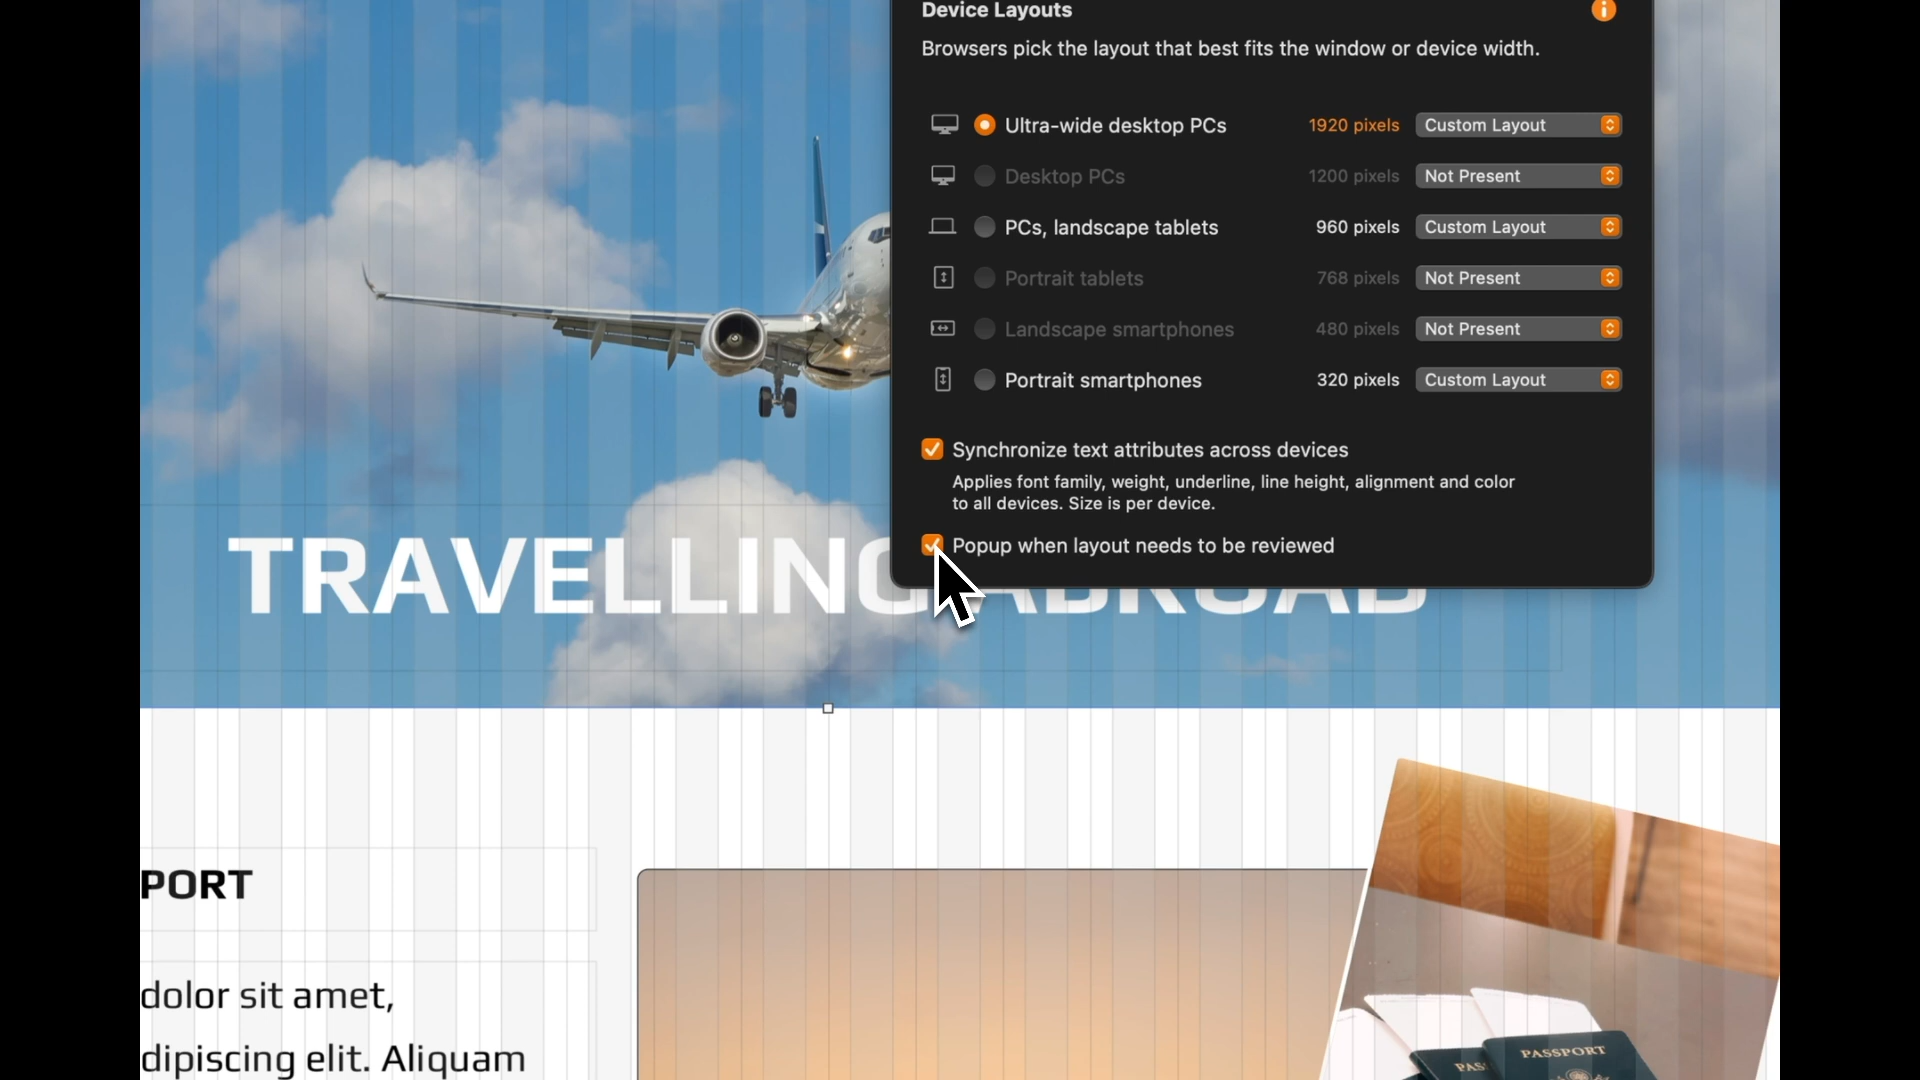 Device Layouts
Browsers pick the layout that best fits the window or device width.
Ultra-wide desktop PCs 1920 pixels Custom Layout
Desktop PCs 1200 pixels Not Present
PCs, landscape tablets 960 pixels Custom Layout
Portrait tablets 768 pixels Not Present
Landscape smartphones 480 pixels Not Present
Portrait smartphones 320 pixels Custom Layout
Synchronize text attributes across devices
Applies font family, weight, underline, line height, alignment and color
to all devices. Size is per device.
Popup when layout needs to be reviewed
TRAVELLING ABROAD
PORT
dolor sit amet,
dipiscing elit. Aliquam
PASSPORT
PAS